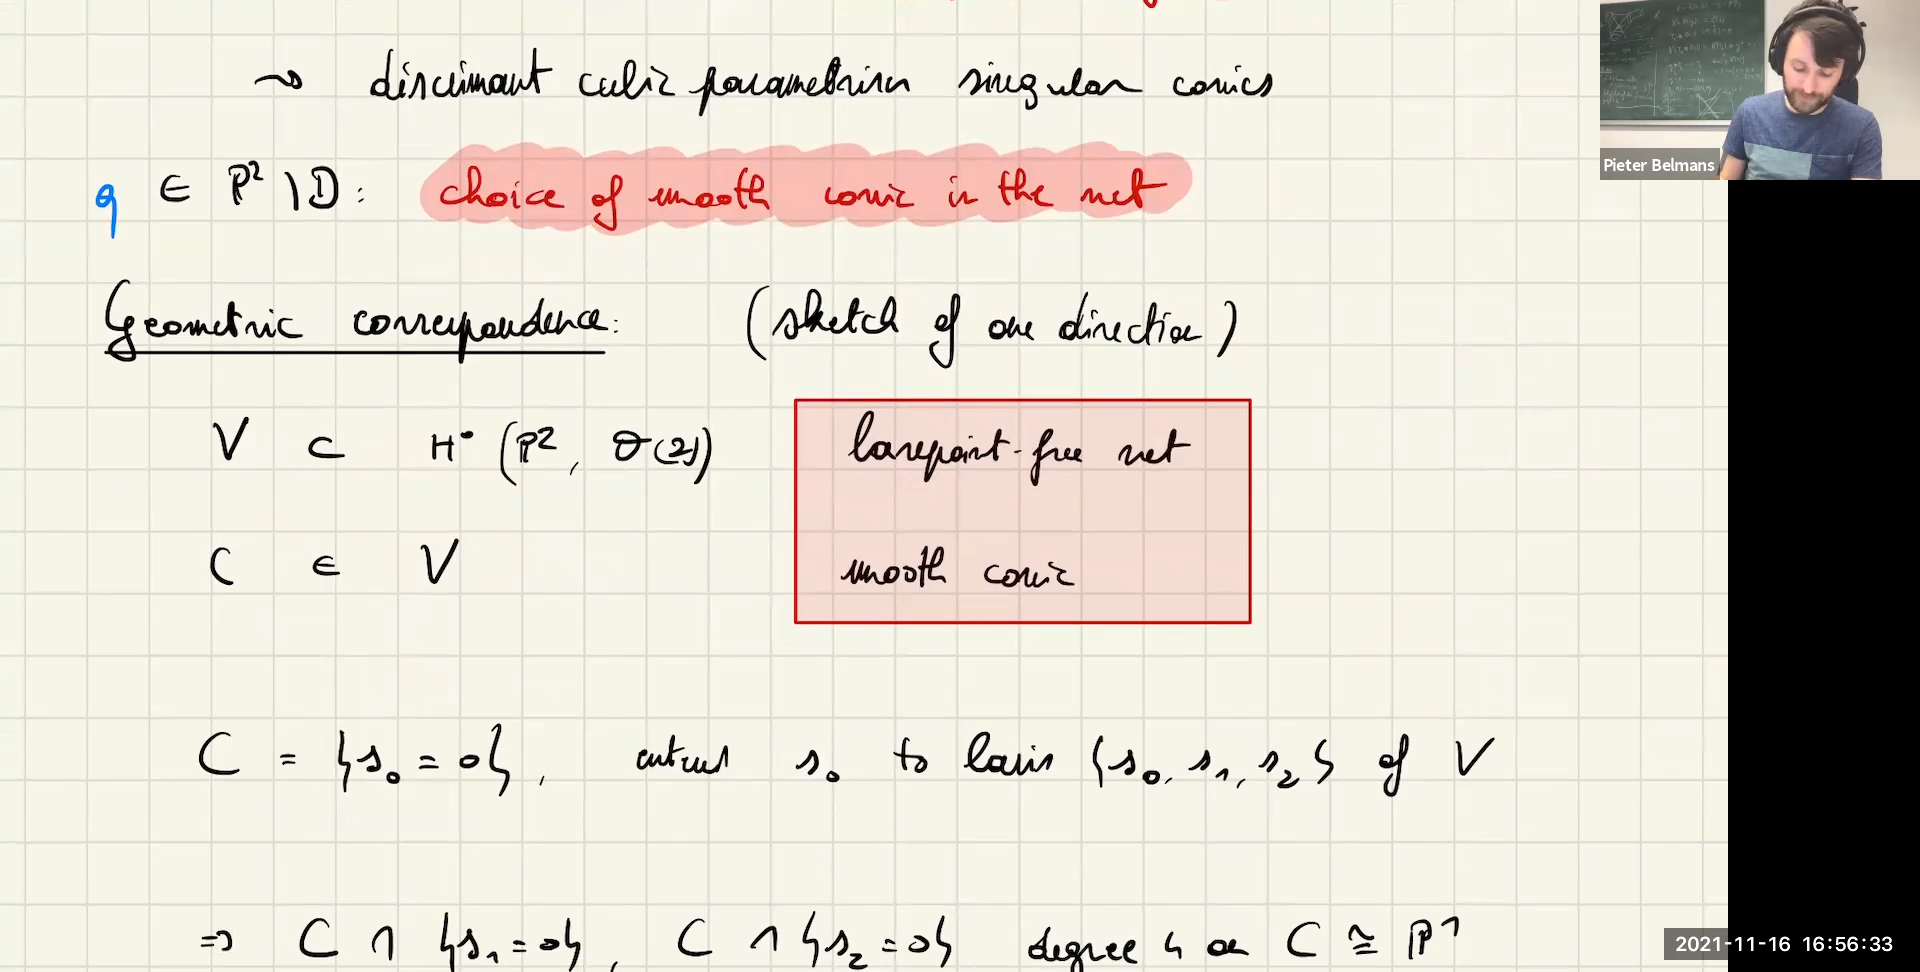 ⇝ discriminant cubic parametrises singular conics
q ∈ P² \ D : choice of smooth conic in the net
Pieter Belmans
Geometric correspondence: (sketch of one direction)
V ⊂ H⁰(P², O(2)) basepoint-free net
C ∈ V smooth conic
C = {s₀ = 0}, extend s₀ to basis {s₀, s₁, s₂} of V
⇒ C ∩ {s₁ = 0}, C ∩ {s₂ = 0} degree 4 on C ≅ P¹
2021-11-16 16:56:33